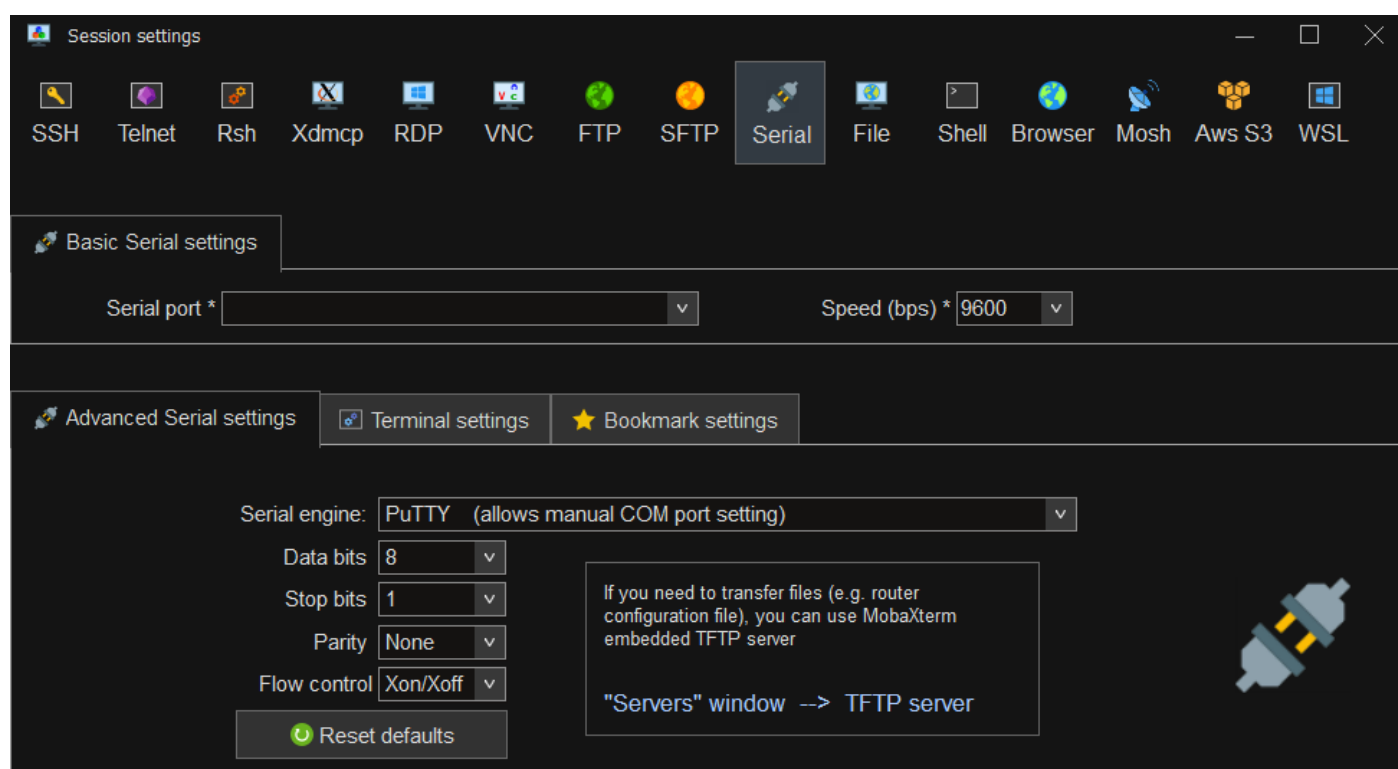 Session settings
SSH Telnet Rsh Xdmcp RDP VNC FTP SFTP Serial File Shell Browser Mosh Aws S3 WSL
Basic Serial settings
Serial port * Speed (bps) * 9600
Advanced Serial settings Terminal settings Bookmark settings
Serial engine: PuTTY (allows manual COM port setting)
Data bits 8
Stop bits 1
Parity None
Flow control Xon/Xoff
Reset defaults
If you need to transfer files (e.g. router
configuration file), you can use MobaXterm
embedded TFTP server
"Servers" window --> TFTP server